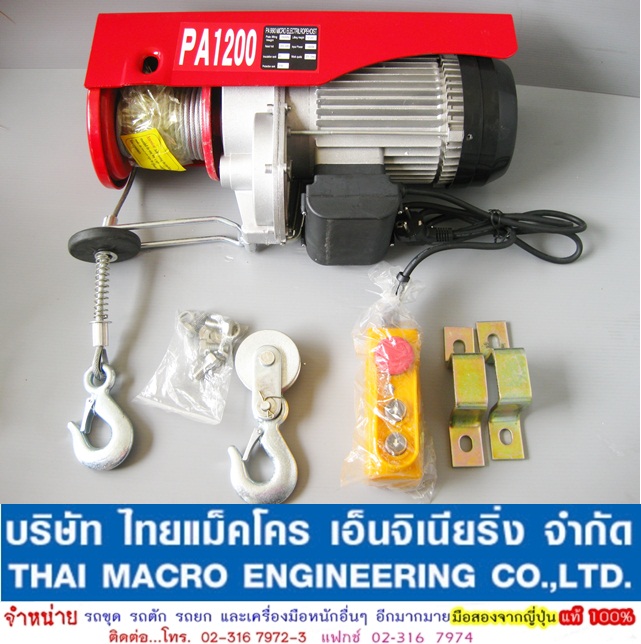 PA1200
บริษัท ไทยแม็คโคร เอ็นจิเนียริ่ง จำกัด
THAI MACRO ENGINEERING CO.,LTD.
จำหน่าย รถขุด รถตัก รถยก และเครื่องมือหนักอื่นๆ อีกมากมาย มือสองจากญี่ปุ่น แท้ 100%
ติดต่อ...โทร. 02-316 7972-3 แฟกซ์ 02-316 7974